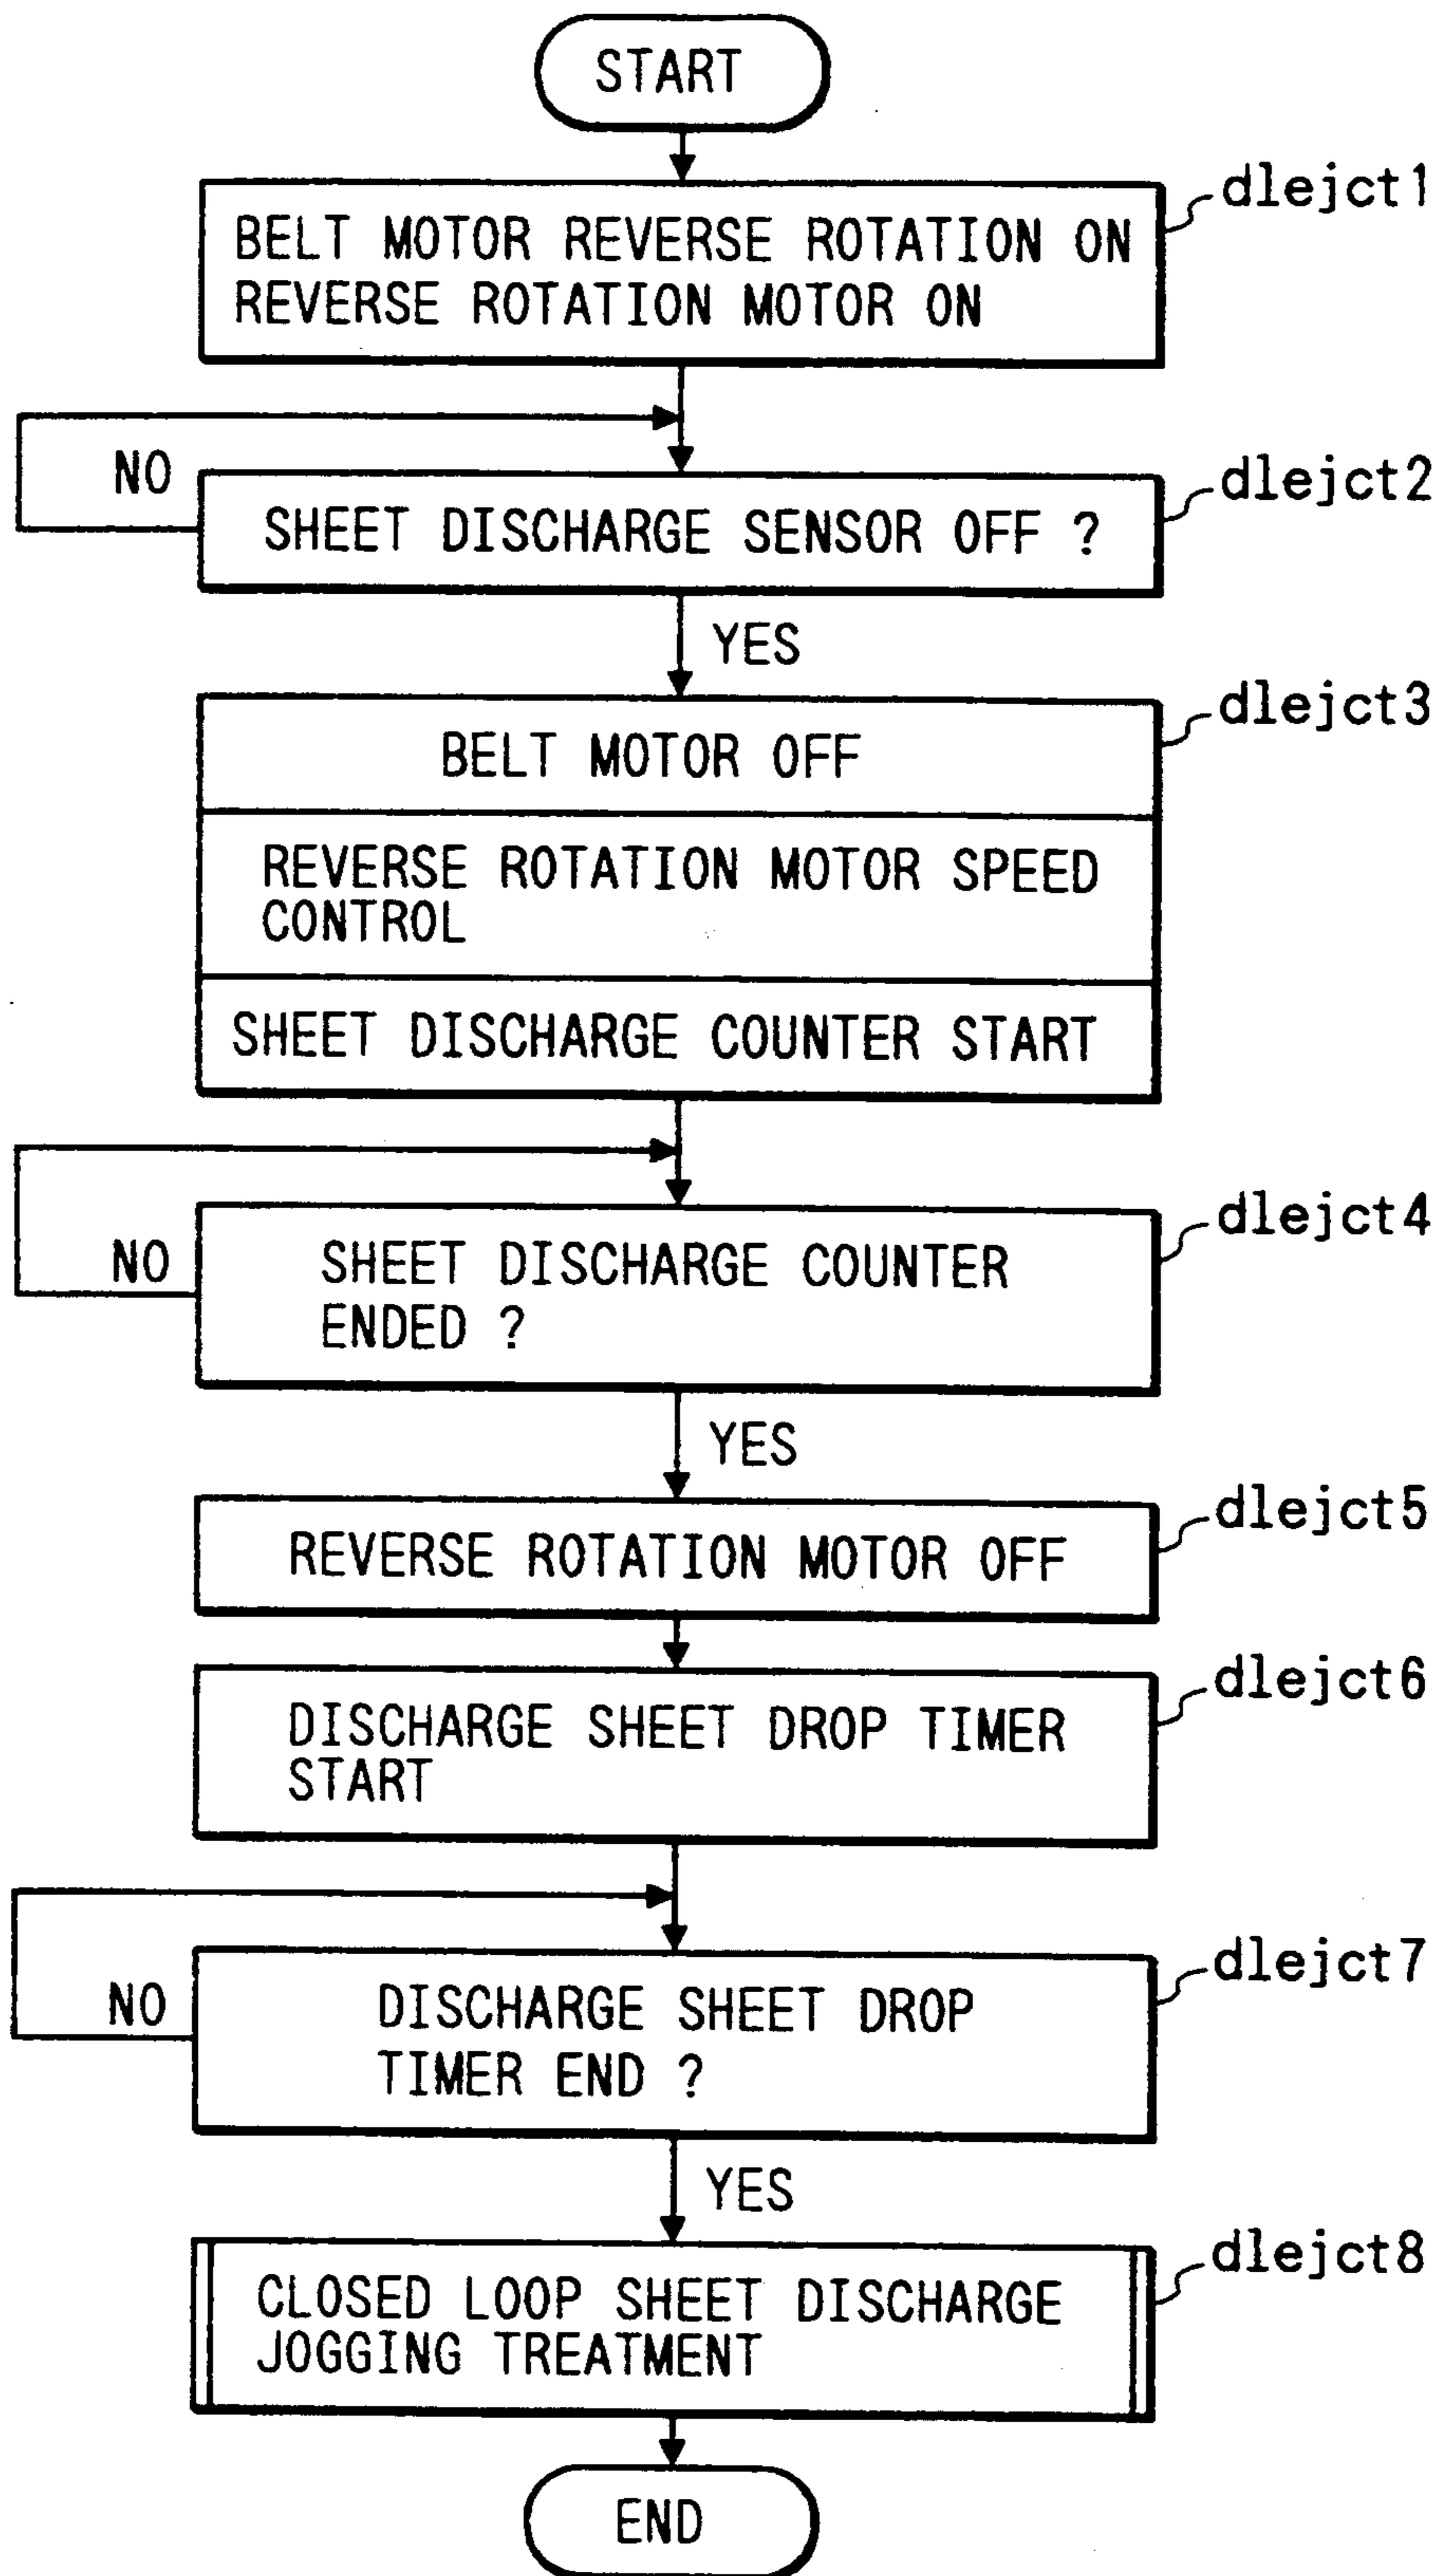 START
dlejct1
BELT MOTOR REVERSE ROTATION ON
REVERSE ROTATION MOTOR ON
NO
dlejct2
SHEET DISCHARGE SENSOR OFF ?
YES
dlejct3
BELT MOTOR OFF
REVERSE ROTATION MOTOR SPEED
CONTROL
SHEET DISCHARGE COUNTER START
dlejct4
NO
SHEET DISCHARGE COUNTER
ENDED ?
YES
dlejct5
REVERSE ROTATION MOTOR OFF
dlejct6
DISCHARGE SHEET DROP TIMER
START
dlejct7
NO
DISCHARGE SHEET DROP
TIMER END ?
YES
dlejct8
CLOSED LOOP SHEET DISCHARGE
JOGGING TREATMENT
END